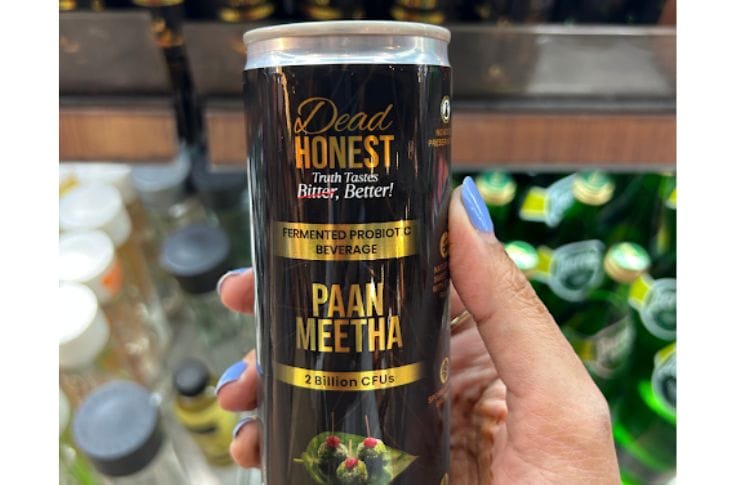 Dead
HONEST
Truth Tastes
Bitter, Better!
FERMENTED PROBIOTIC
BEVERAGE
PAAN
MEETHA
2 Billion CFUs